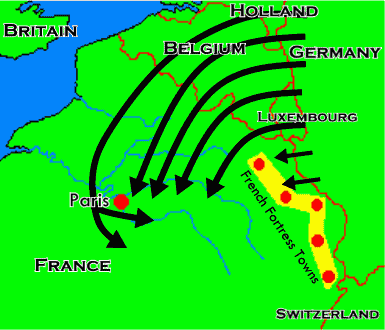 HOLLAND
BRITAIN
BELGIUM
GERMANY
LUXEMBOURG
Paris
French Fortress Towns
FRANCE
SWITZERLAND